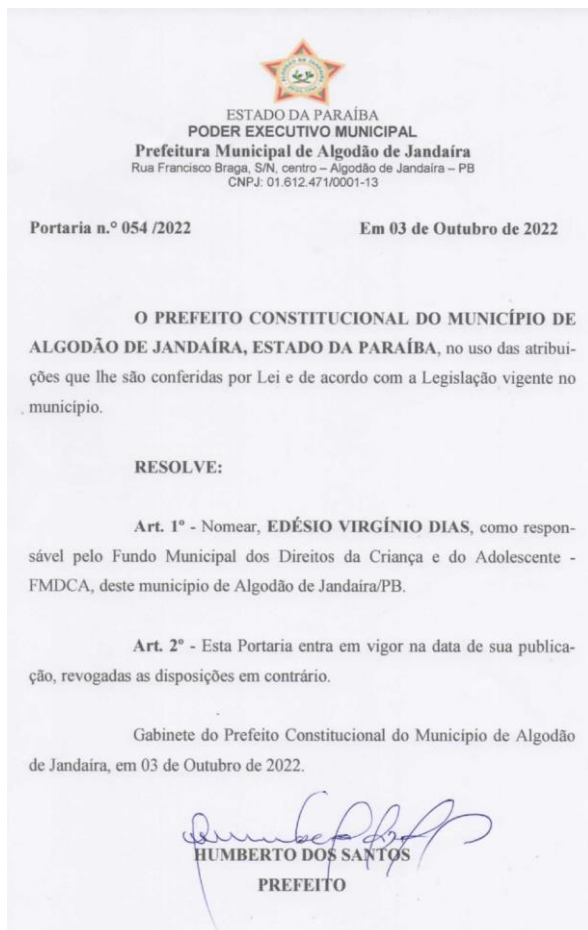 ESTADO DA PARAÍBA
PODER EXECUTIVO MUNICIPAL
Prefeitura Municipal de Algodão de Jandaíra
Rua Francisco Braga, S/N, centro – Algodão de Jandaíra – PB
CNPJ: 01.612.471/0001-13
Portaria n.° 054 /2022 Em 03 de Outubro de 2022
O PREFEITO CONSTITUCIONAL DO MUNICÍPIO DE
ALGODÃO DE JANDAÍRA, ESTADO DA PARAÍBA, no uso das atribui-
ções que lhe são conferidas por Lei e de acordo com a Legislação vigente no
município.
RESOLVE:
Art. 1º - Nomear, EDÉSIO VIRGÍNIO DIAS, como respon-
sável pelo Fundo Municipal dos Direitos da Criança e do Adolescente -
FMDCA, deste município de Algodão de Jandaíra/PB.
Art. 2º - Esta Portaria entra em vigor na data de sua publica-
ção, revogadas as disposições em contrário.
Gabinete do Prefeito Constitucional do Município de Algodão
de Jandaíra, em 03 de Outubro de 2022.
HUMBERTO DOS SANTOS
PREFEITO